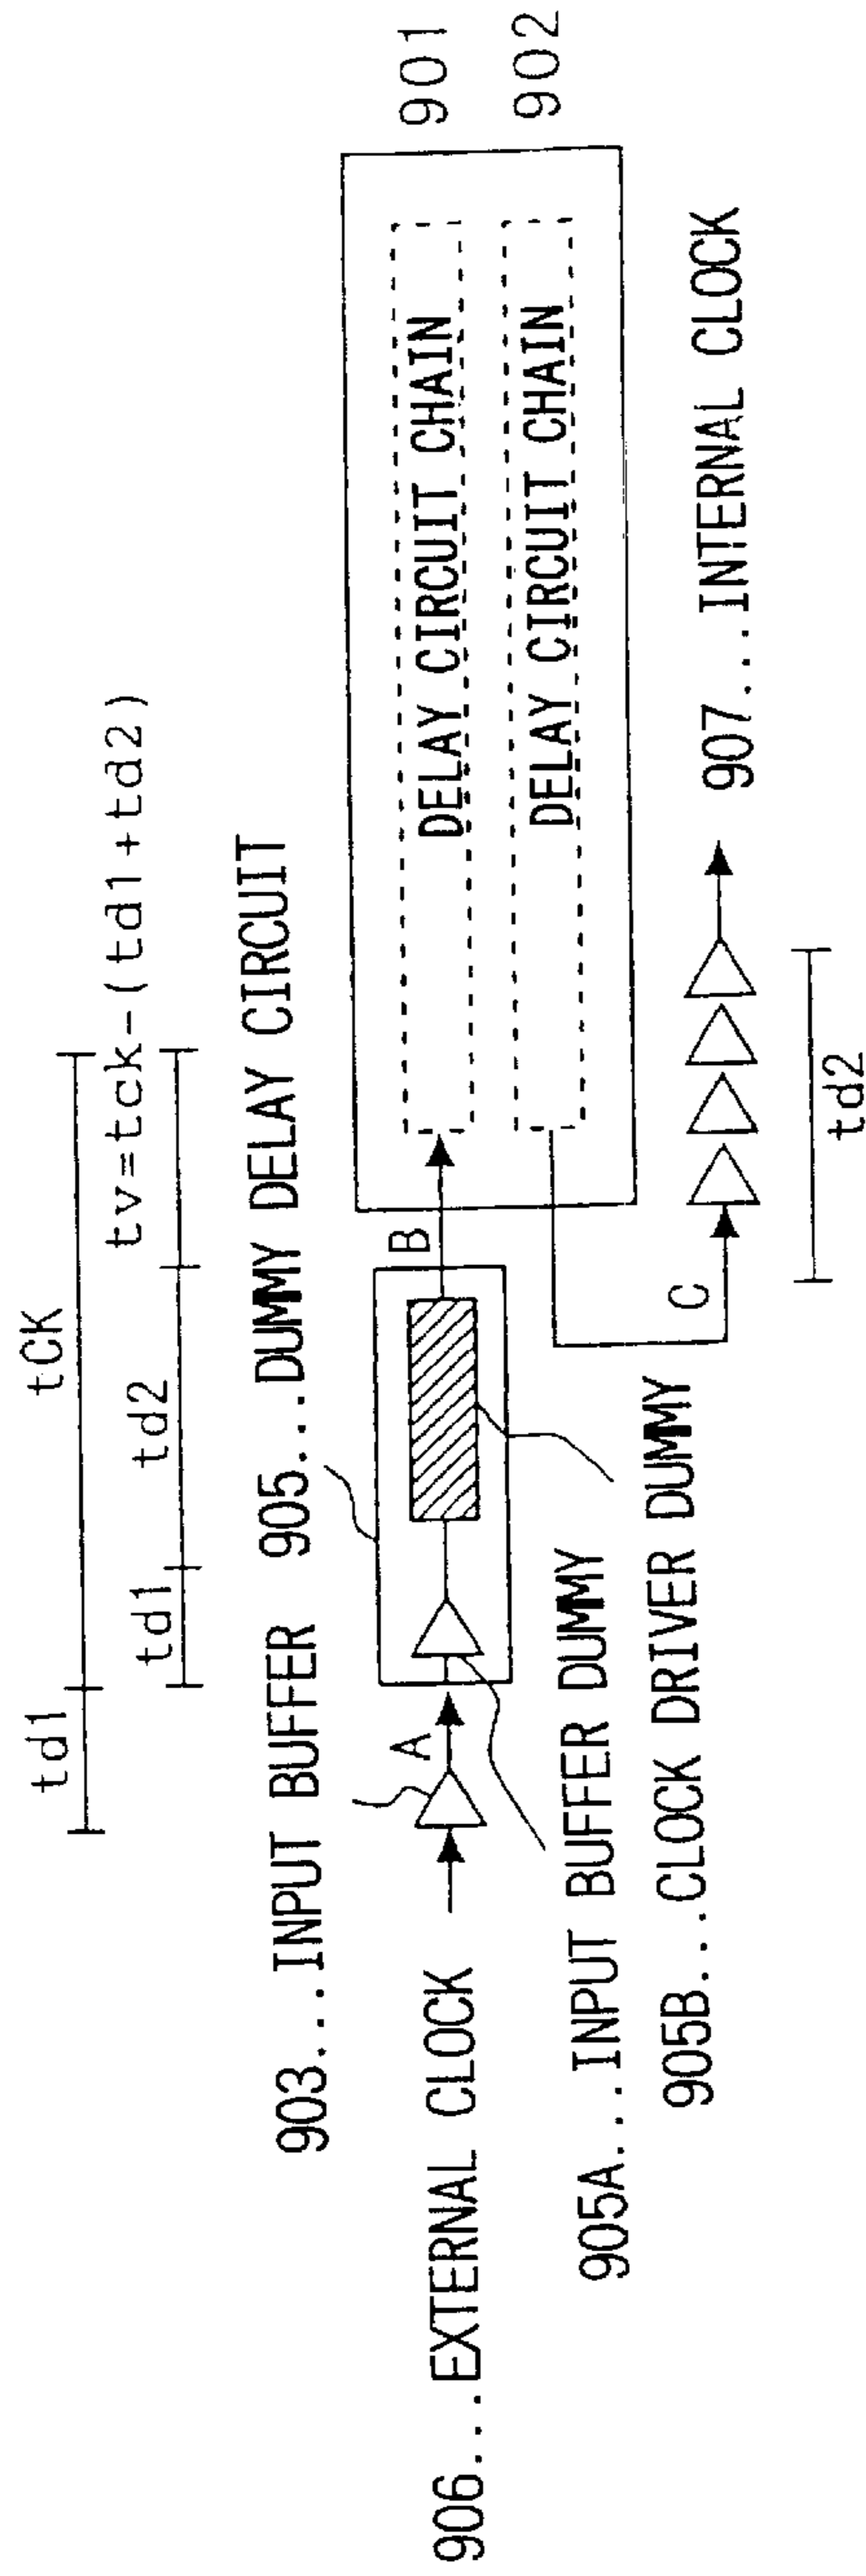 tCK
td1
tv=tck-(td1+td2)
td1
td2
903...INPUT BUFFER
905...DUMMY DELAY CIRCUIT
906...EXTERNAL CLOCK
A
B
DELAY CIRCUIT CHAIN
901
DELAY CIRCUIT CHAIN
902
905A...INPUT BUFFER DUMMY
905B...CLOCK DRIVER DUMMY
C
907...INTERNAL CLOCK
td2